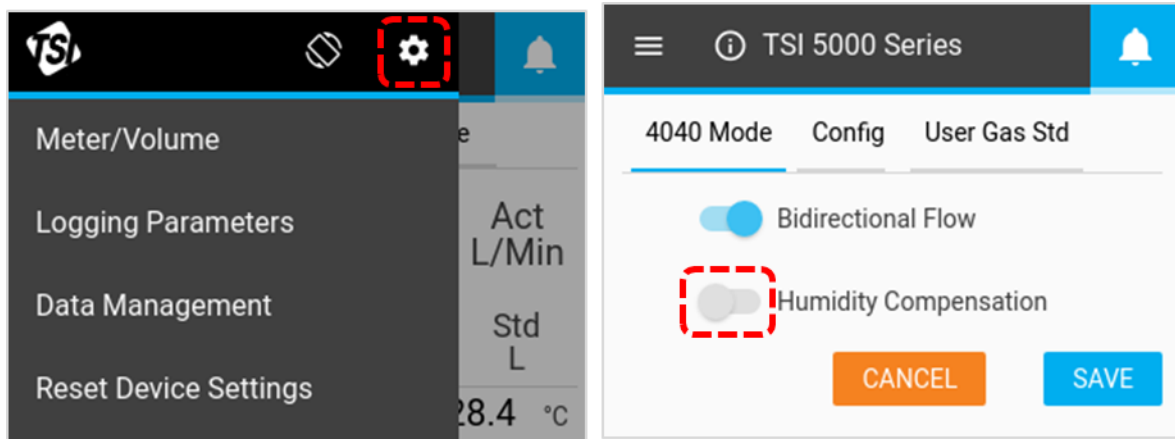 TSI
Meter/Volume
Logging Parameters
Data Management
Reset Device Settings
e
Act
L/Min
Std
L
28.4 °C
TSI 5000 Series
4040 Mode Config User Gas Std
Bidirectional Flow
Humidity Compensation
CANCEL SAVE